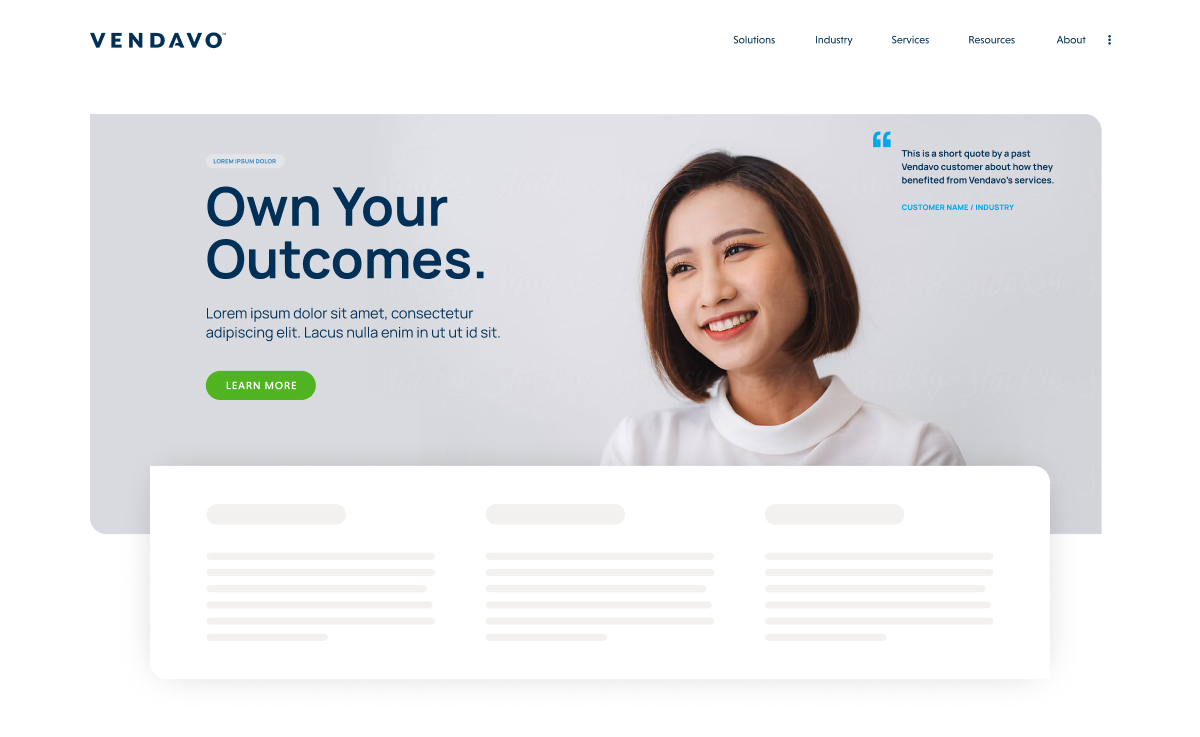 VENDAVO™
Solutions
Industry
Services
Resources
About
LOREM IPSUM DOLOR
Own Your
Outcomes.
Lorem ipsum dolor sit amet, consectetur
adipiscing elit. Lacus nulla enim in ut ut id sit.
LEARN MORE
This is a short quote by a past
Vendavo customer about how they
benefited from Vendavo's services.
CUSTOMER NAME / INDUSTRY